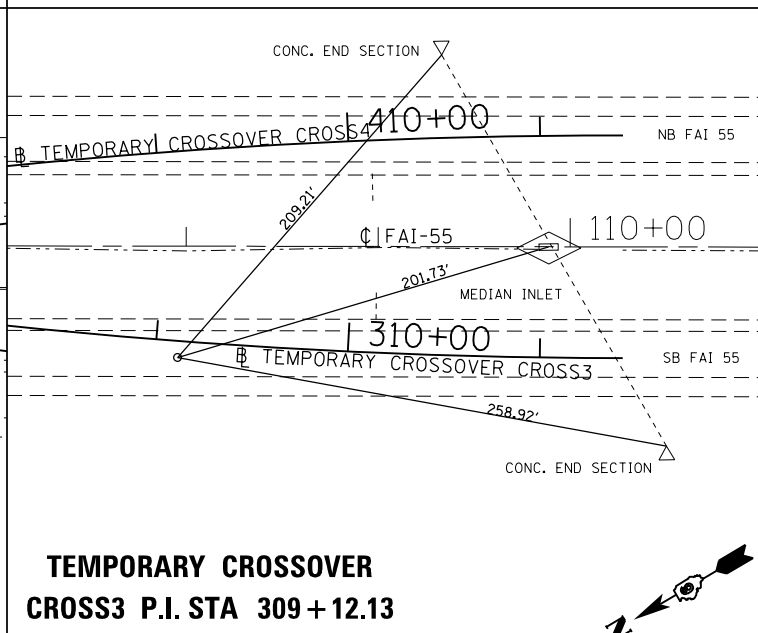 CONC. END SECTION
410+00
℔ TEMPORARY CROSSOVER CROSS4
NB FAI 55
209.21'
℄ FAI-55
110+00
201.73'
MEDIAN INLET
310+00
℔ TEMPORARY CROSSOVER CROSS3
SB FAI 55
258.92'
CONC. END SECTION
TEMPORARY CROSSOVER
CROSS3 P.I. STA 309+12.13
N